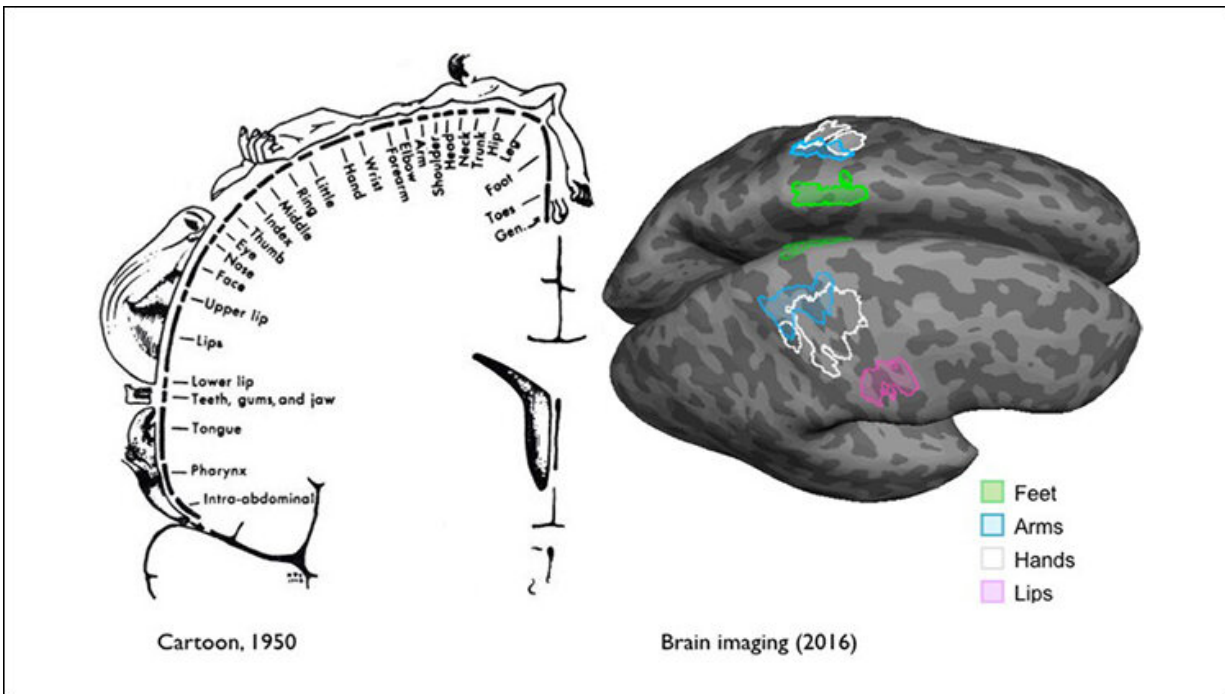 Toes
Gen.
Foot
Leg
Hip
Trunk
Neck
Head
Shoulder
Arm
Elbow
Forearm
Wrist
Hand
Little
Ring
Middle
Index
Thumb
Eye
Nose
Face
Upper lip
Lips
Lower lip
Teeth, gums, and jaw
Tongue
Pharynx
Intra-abdominal
Feet
Arms
Hands
Lips
Cartoon, 1950
Brain imaging (2016)